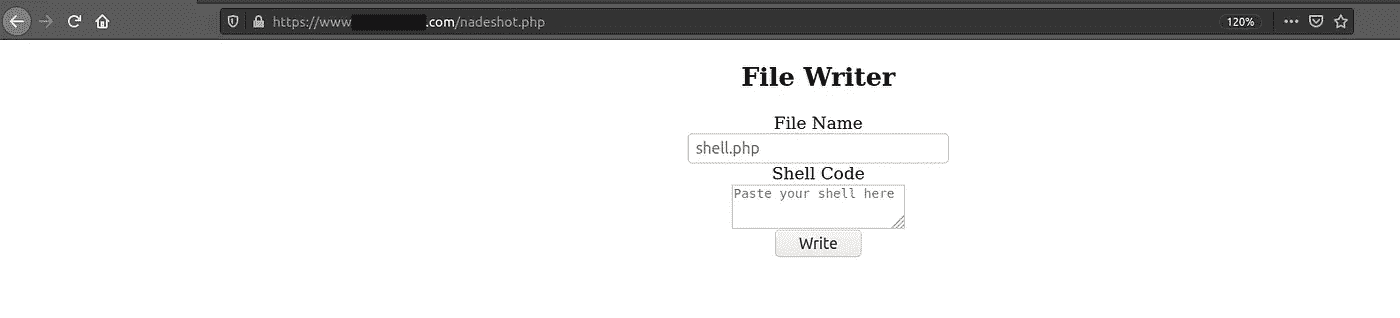 https://www .com/nadeshot.php 120%
File Writer
File Name
shell.php
Shell Code
Paste your shell here
Write